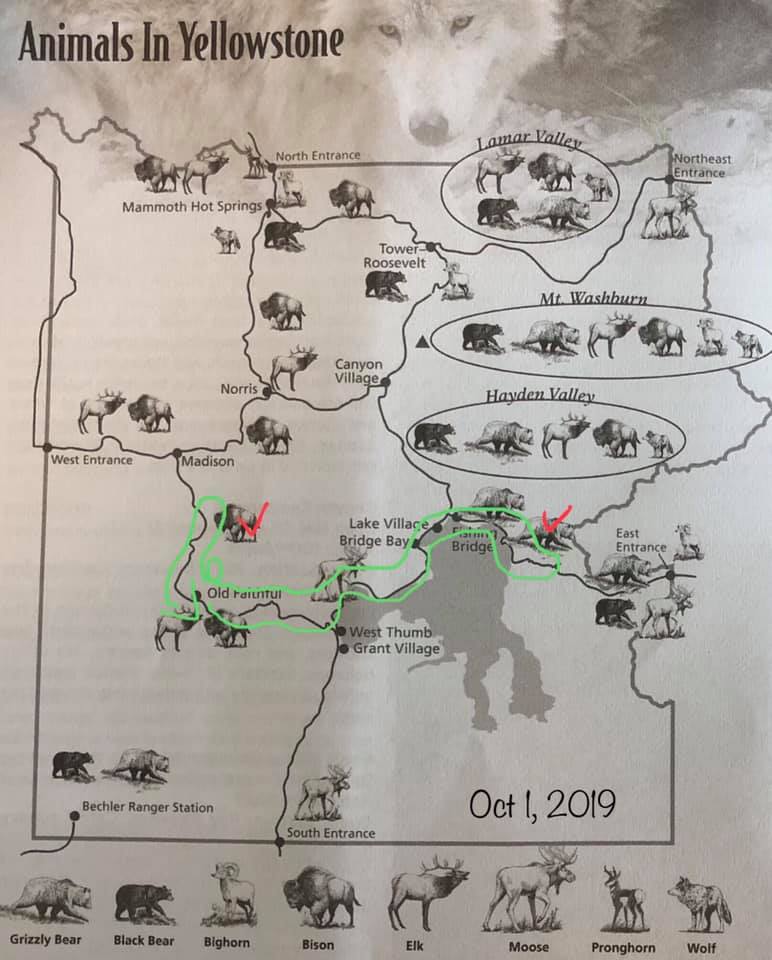 Animals In Yellowstone
Lamar Valley
North Entrance
Northeast
Entrance
Mammoth Hot Springs
Tower-
Roosevelt
Mt. Washburn
Canyon
Village
Norris
Hayden Valley
West Entrance
Madison
Lake Village
Fishing
Bridge
Bridge Bay
East
Entrance
Old Faithful
West Thumb
Grant Village
Bechler Ranger Station
Oct 1, 2019
South Entrance
Grizzly Bear
Black Bear
Bighorn
Bison
Elk
Moose
Pronghorn
Wolf